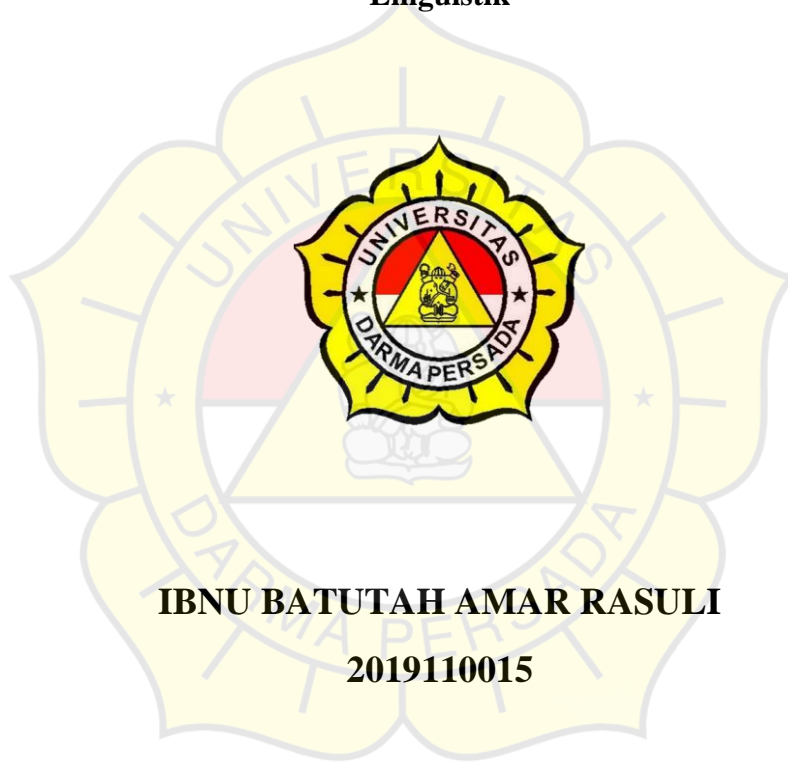 Linguistik
UNIVERSITAS
DARMA PERSADA
IBNU BATUTAH AMAR RASULI
2019110015